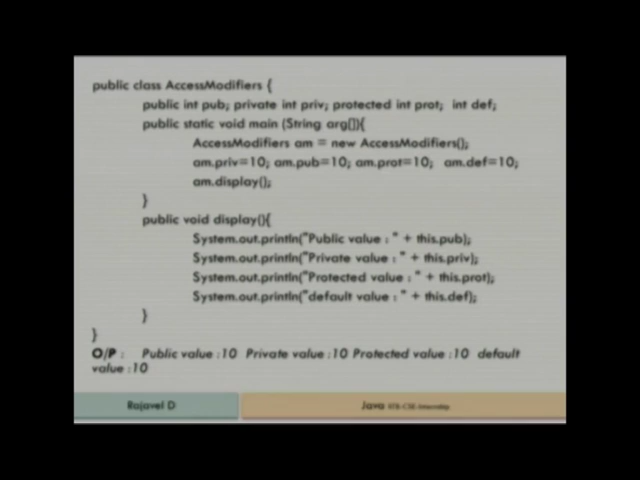 public class AccessModifiers {
public int pub; private int priv; protected int prot; int def;
public static void main (String arg[]){
AccessModifiers am = new AccessModifiers();
am.priv=10; am.pub=10; am.prot=10; am.def=10;
am.display();
}
public void display(){
System.out.println("Public value : " + this.pub);
System.out.println("Private value : " + this.priv);
System.out.println("Protected value : " + this.prot);
System.out.println("default value : " + this.def);
}
}
O/P : Public value :10 Private value :10 Protected value :10 default
value :10
Rajavel D
Java